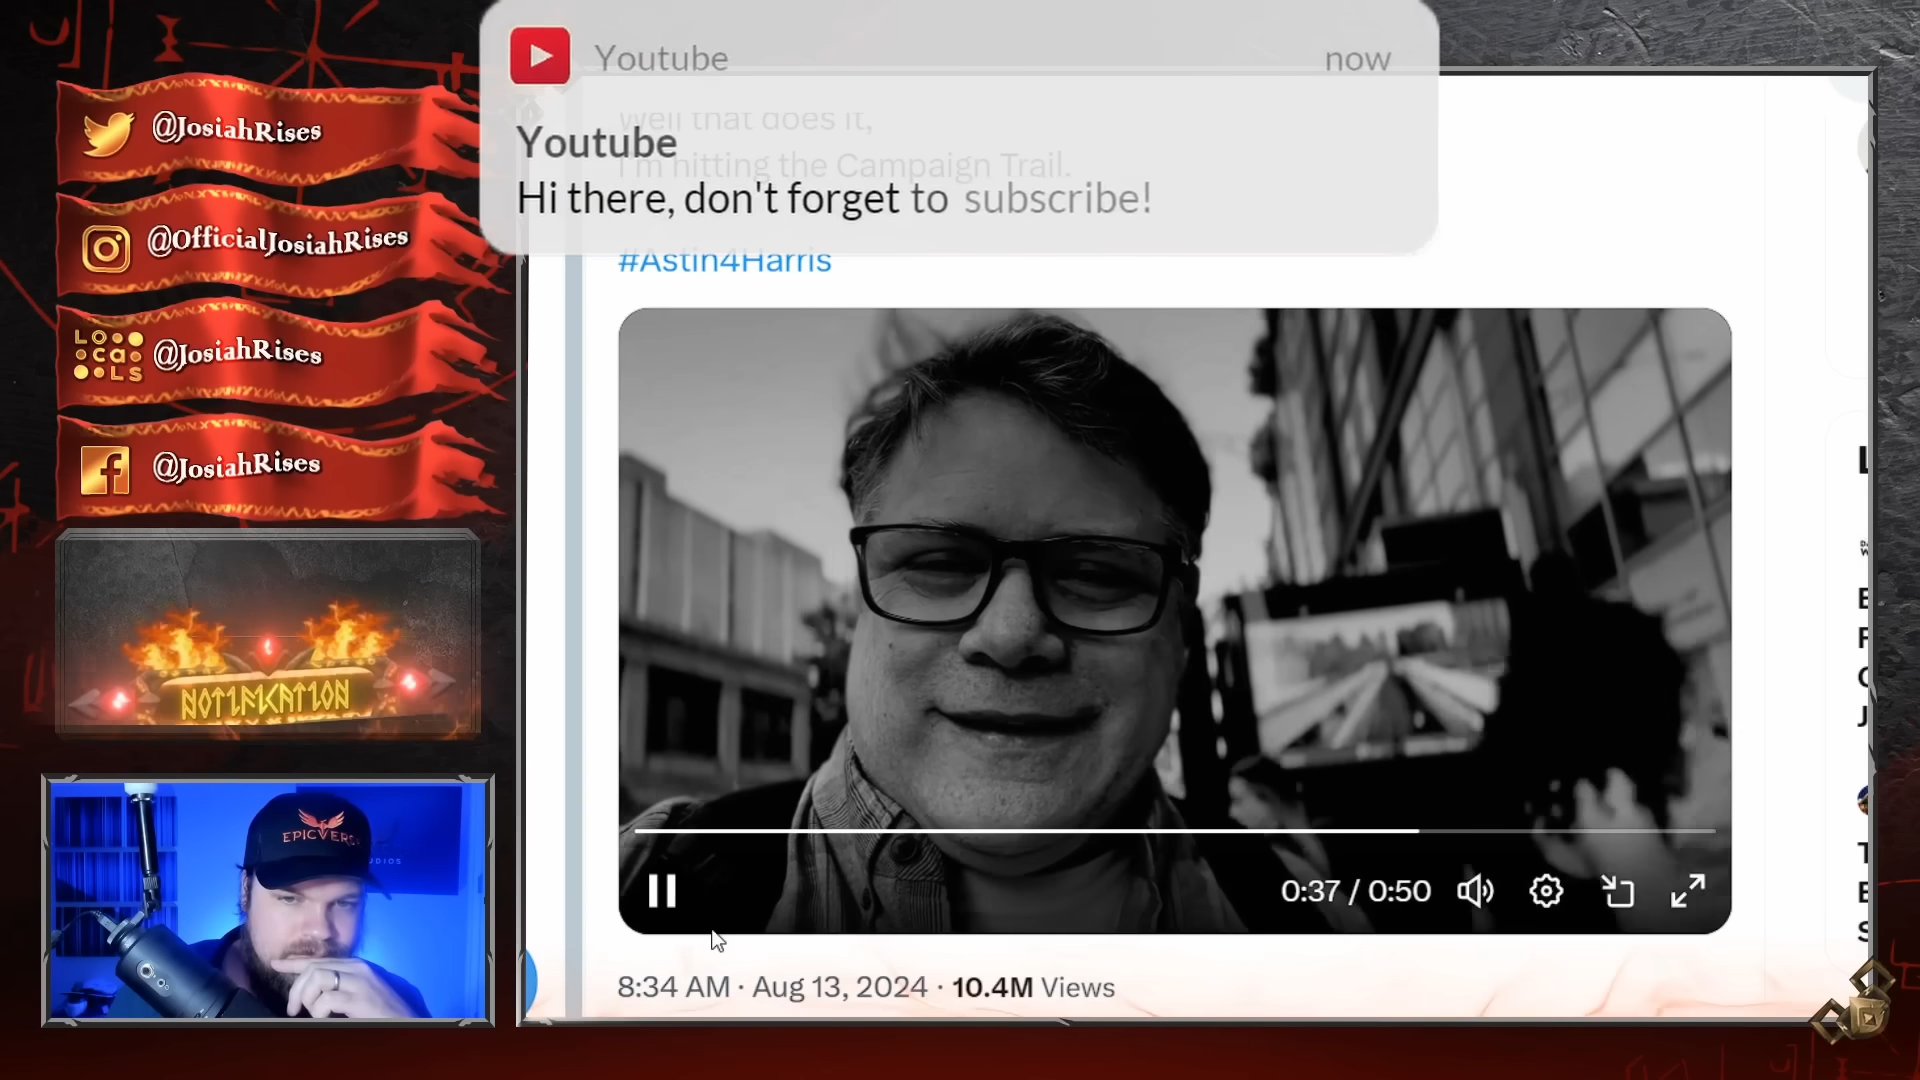 Youtube
now
Well that does it,
Youtube
I'm hitting the Campaign Trail.
Hi there, don't forget to subscribe!
#Astin4Harris
@JosiahRises
@OfficialJosiahRises
LOCALS
@JosiahRises
@JosiahRises
NOTIFICATION
EPICVERSE
0:37 / 0:50
8:34 AM · Aug 13, 2024 · 10.4M Views